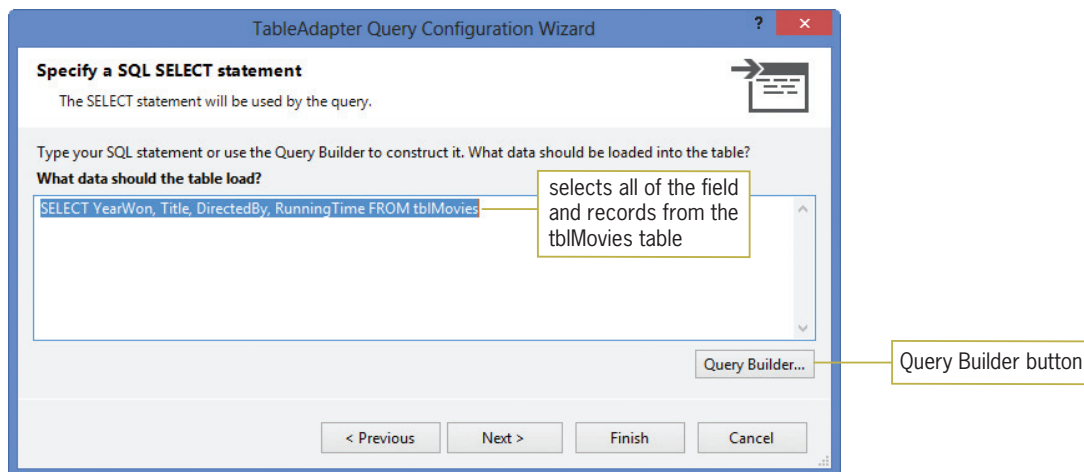 TableAdapter Query Configuration Wizard
?
×
Specify a SQL SELECT statement
The SELECT statement will be used by the query.
Type your SQL statement or use the Query Builder to construct it. What data should be loaded into the table?
What data should the table load?
SELECT YearWon, Title, DirectedBy, RunningTime FROM tblMovies
selects all of the field
and records from the
tblMovies table
Query Builder...
Query Builder button
< Previous
Next >
Finish
Cancel